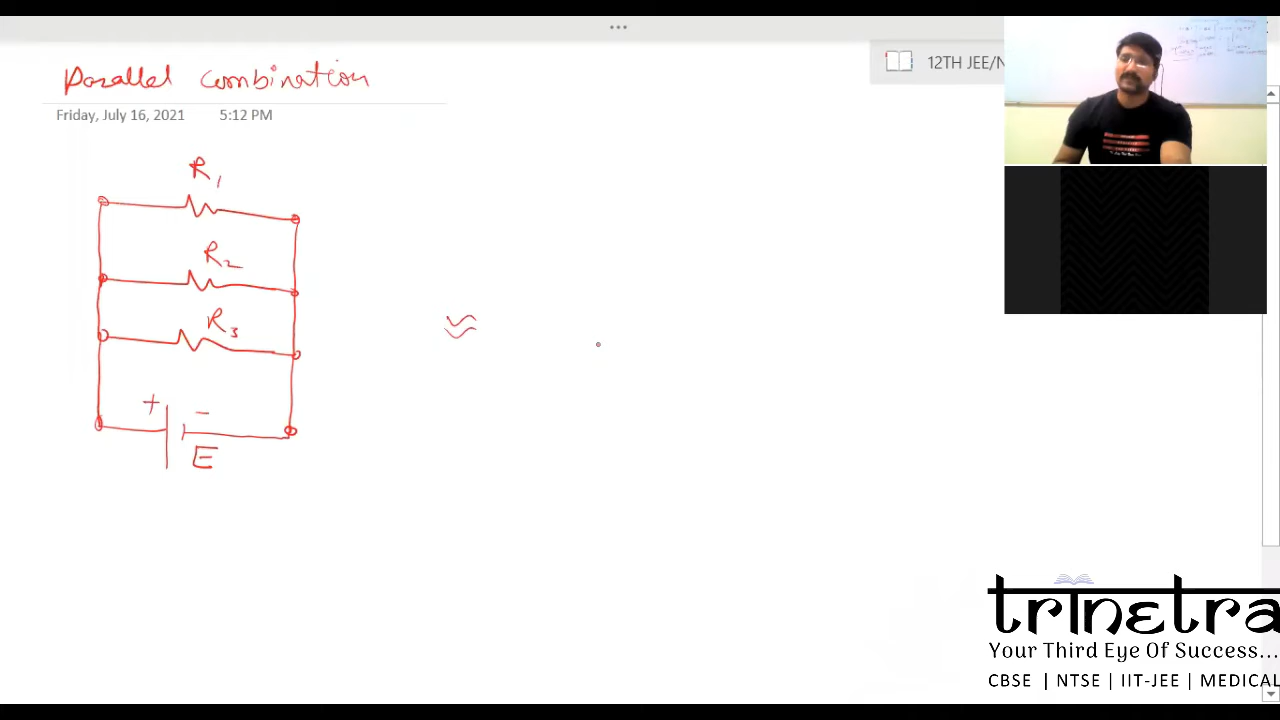 Parallel combination
Friday, July 16, 2021 5:12 PM
12TH JEE/N
R1
R2
R3
+ -
E
≈
trinetra
Your Third Eye Of Success...
CBSE | NTSE | IIT-JEE | MEDICAL